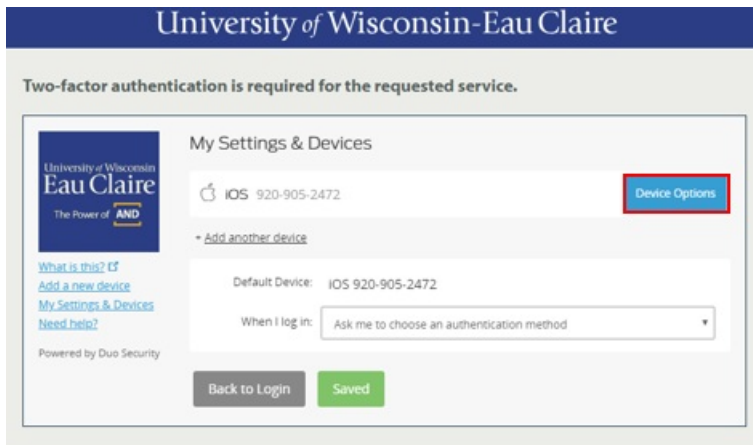 University of Wisconsin-Eau Claire
Two-factor authentication is required for the requested service.
University of Wisconsin
Eau Claire
The Power of AND
What is this?
Add a new device
My Settings & Devices
Need help?
Powered by Duo Security
My Settings & Devices
iOS 920-905-2472
Device Options
+ Add another device
Default Device: iOS 920-905-2472
When I log in: Ask me to choose an authentication method
Back to Login
Saved